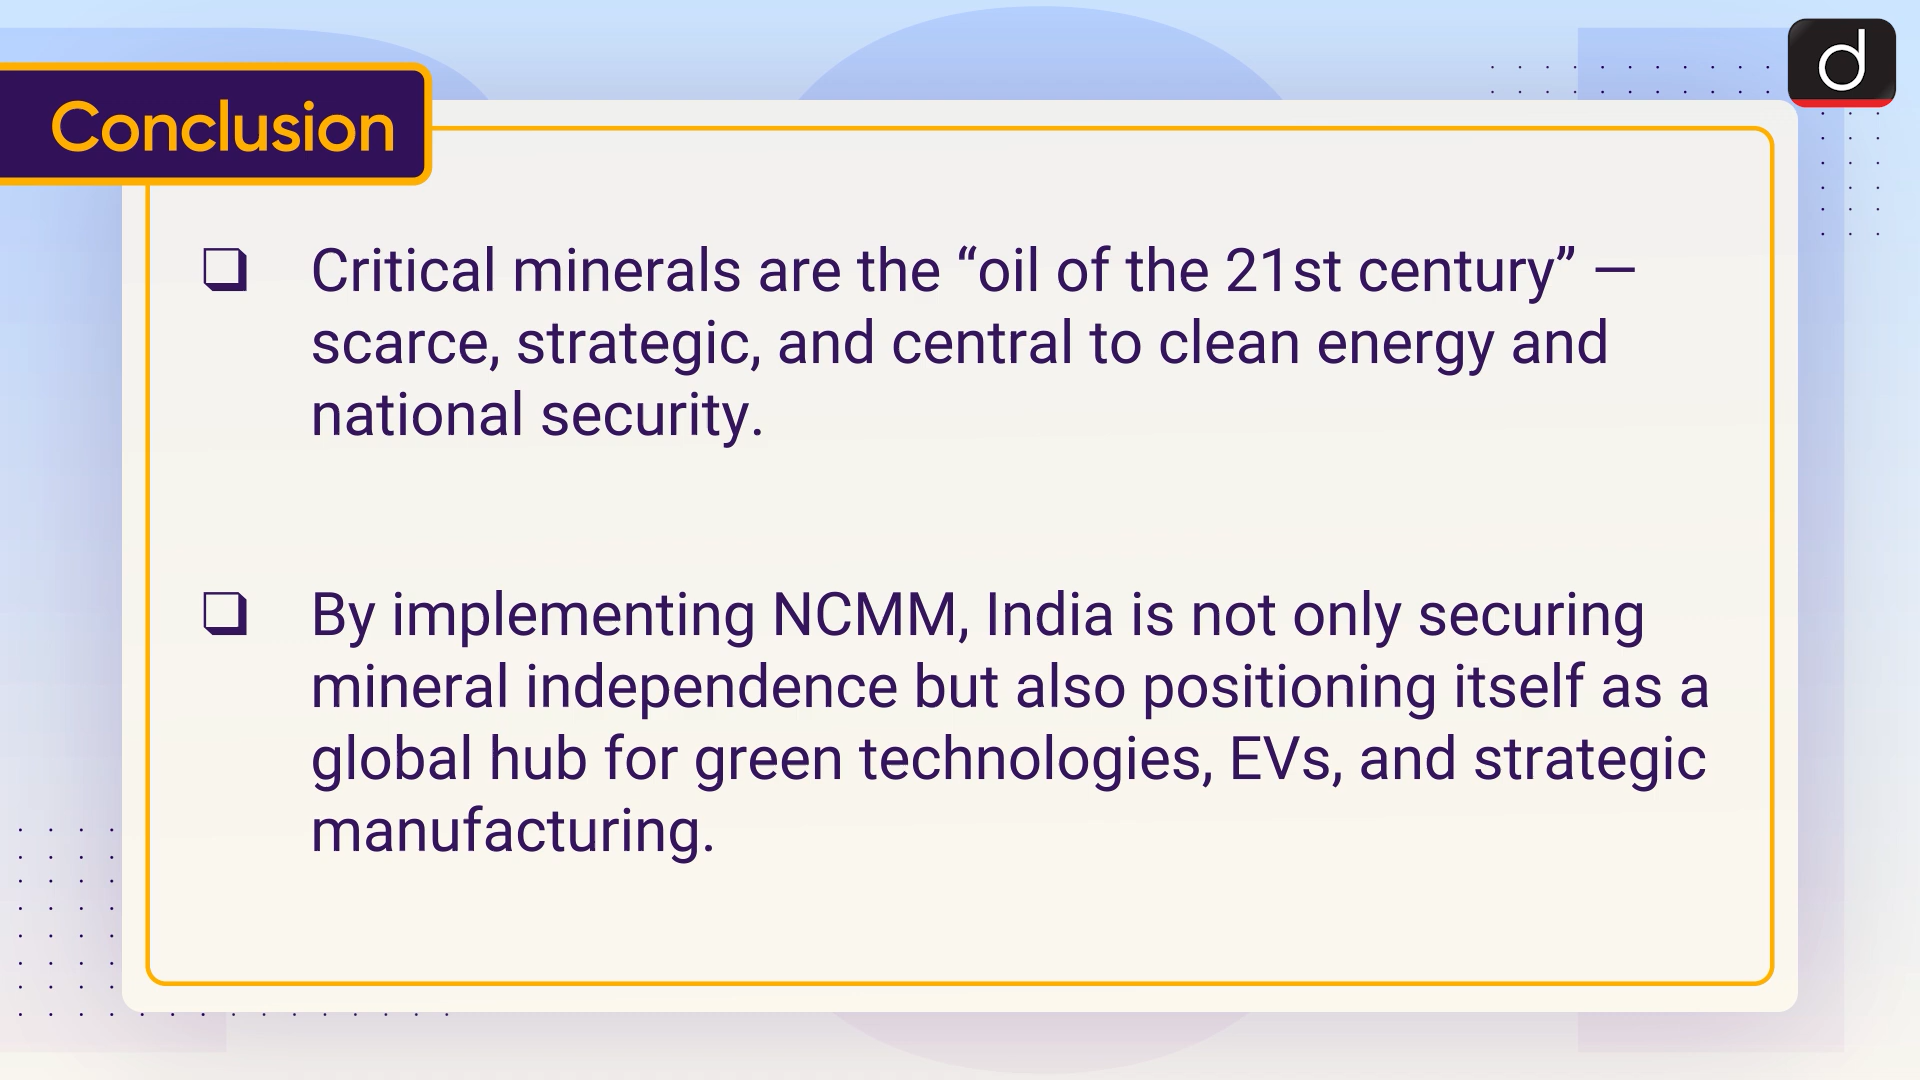 Conclusion
d
❑ Critical minerals are the “oil of the 21st century” —
scarce, strategic, and central to clean energy and
national security.
❑ By implementing NCMM, India is not only securing
mineral independence but also positioning itself as a
global hub for green technologies, EVs, and strategic
manufacturing.